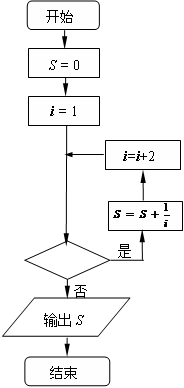 开始
S = 0
i = 1
i=i+2
S = S + 1/i
是
否
输出 S
结束